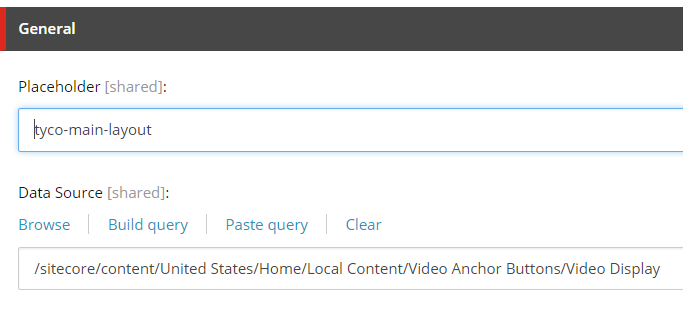 General
Placeholder [shared]:
tyco-main-layout
Data Source [shared]:
Browse Build query Paste query Clear
/sitecore/content/United States/Home/Local Content/Video Anchor Buttons/Video Display